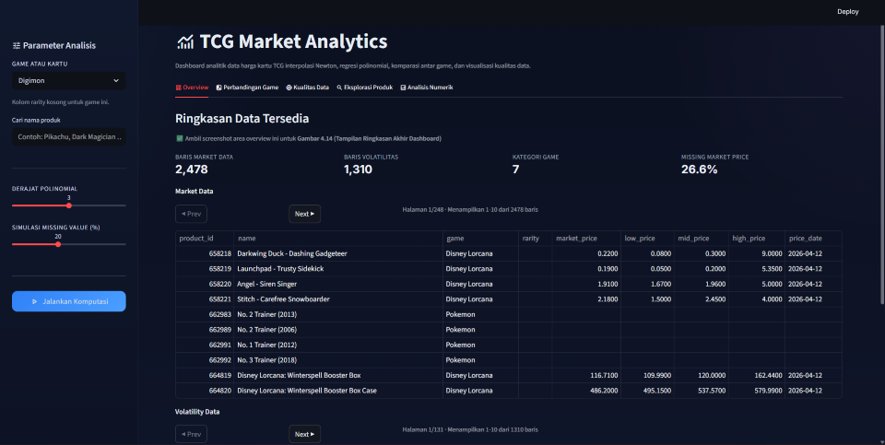 Deploy
Parameter Analisis
GAME ATAU KARTU
Digimon
Kolom rarity kosong untuk game ini.
Cari nama produk
Contoh: Pikachu, Dark Magician ...
DERAJAT POLINOMIAL
3
SIMULASI MISSING VALUE (%)
20
Jalankan Komputasi
TCG Market Analytics
Dashboard analitik data harga kartu TCG interpolasi Newton, regresi polinomial, komparasi antar game, dan visualisasi kualitas data.
Overview Perbandingan Game Kualitas Data Eksplorasi Produk Analisis Numerik
Ringkasan Data Tersedia
Ambil screenshot area overview ini untuk Gambar 4.14 (Tampilan Ringkasan Akhir Dashboard)
BARIS MARKET DATA BARIS VOLATILITAS KATEGORI GAME MISSING MARKET PRICE
2,478 1,310 7 26.6%
Market Data
◄ Prev Next ► Halaman 1/248 · Menampilkan 1-10 dari 2478 baris
product_id name game rarity market_price low_price mid_price high_price price_date
658218 Darkwing Duck - Dashing Gadgeteer Disney Lorcana 0.2200 0.0800 0.3000 9.0000 2026-04-12
658219 Launchpad - Trusty Sidekick Disney Lorcana 0.1900 0.0500 0.2000 5.3500 2026-04-12
658220 Angel - Siren Singer Disney Lorcana 1.9100 1.6700 1.9600 5.0000 2026-04-12
658221 Stitch - Carefree Snowboarder Disney Lorcana 2.1800 1.5000 2.4500 4.0000 2026-04-12
662983 No. 2 Trainer (2013) Pokemon
662989 No. 2 Trainer (2006) Pokemon
662991 No. 1 Trainer (2012) Pokemon
662992 No. 3 Trainer (2018) Pokemon
664819 Disney Lorcana: Winterspell Booster Box Disney Lorcana 116.7100 109.9900 120.0000 162.4400 2026-04-12
664820 Disney Lorcana: Winterspell Booster Box Case Disney Lorcana 486.2000 495.1500 537.5700 579.9900 2026-04-12
Volatility Data
◄ Prev Next ► Halaman 1/131 · Menampilkan 1-10 dari 1310 baris